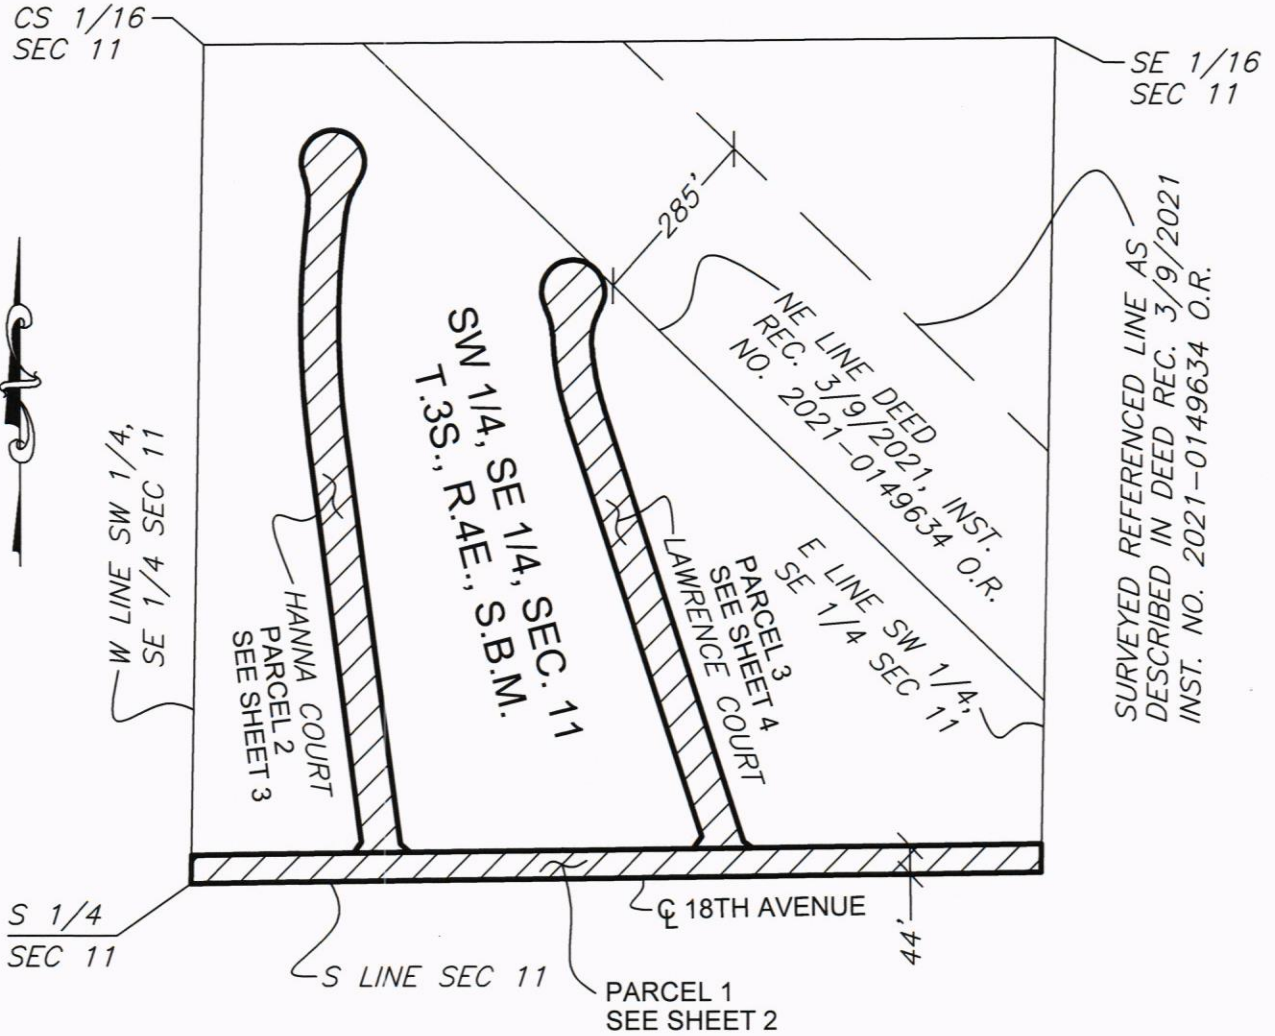 CS 1/16
SEC 11
SE 1/16
SEC 11
285'
SURVEYED REFERENCED LINE AS
DESCRIBED IN DEED REC. 3/9/2021
INST. NO. 2021-0149634 O.R.
NE LINE DEED
REC. 3/9/2021, INST.
NO. 2021-0149634 O.R.
SW 1/4, SE 1/4, SEC. 11
T.3S., R.4E., S.B.M.
W LINE SW 1/4,
SE 1/4 SEC 11
E LINE SW 1/4,
SE 1/4 SEC 11
HANNA COURT
PARCEL 2
SEE SHEET 3
PARCEL 3
SEE SHEET 4
LAWRENCE COURT
S 1/4
SEC 11
S LINE SEC 11
℄ 18TH AVENUE
44'
PARCEL 1
SEE SHEET 2